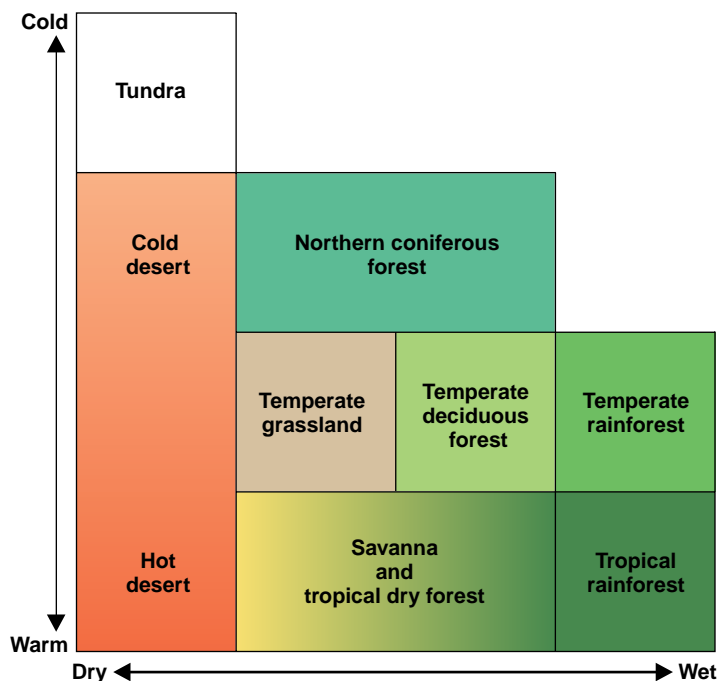 Cold
Tundra
Cold
desert
Northern coniferous
forest
Temperate
grassland
Temperate
deciduous
forest
Temperate
rainforest
Hot
desert
Savanna
and
tropical dry forest
Tropical
rainforest
Warm
Dry
Wet